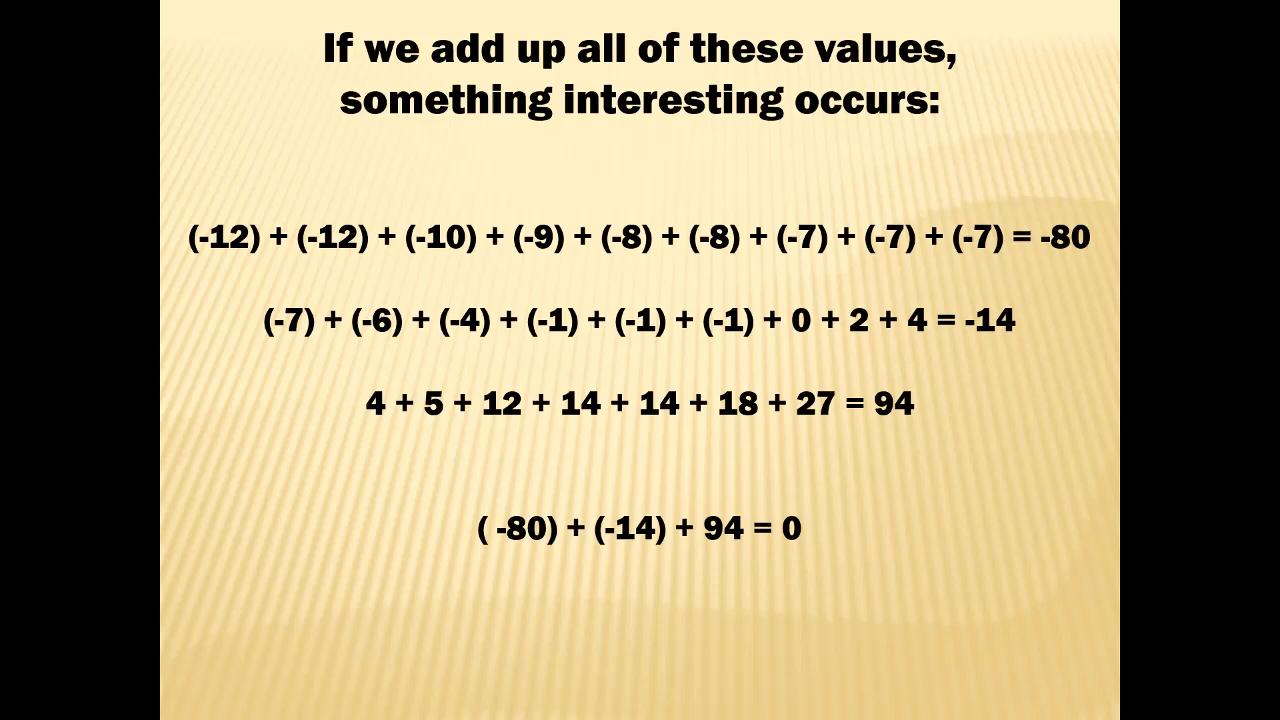 If we add up all of these values,
something interesting occurs:
(-12) + (-12) + (-10) + (-9) + (-8) + (-8) + (-7) + (-7) + (-7) = -80
(-7) + (-6) + (-4) + (-1) + (-1) + (-1) + 0 + 2 + 4 = -14
4 + 5 + 12 + 14 + 14 + 18 + 27 = 94
( -80) + (-14) + 94 = 0